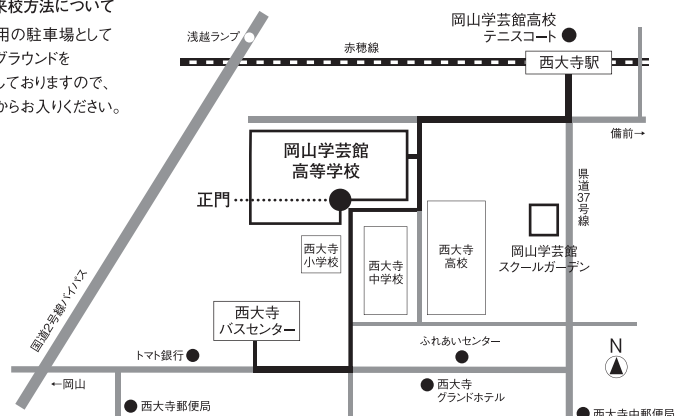 来校方法について
用の駐車場として
グラウンドを
しておりますので、
からお入りください。
浅越ランプ
赤穂線
岡山学芸館高校
テニスコート
西大寺駅
備前→
岡山学芸館
高等学校
正門
県道37号線
西大寺
小学校
西大寺
中学校
西大寺
高校
岡山学芸館
スクールガーデン
国道2号線バイパス
西大寺
バスセンター
トマト銀行
ふれあいセンター
N
←岡山
西大寺
グランドホテル
西大寺郵便局
西大寺中郵便局